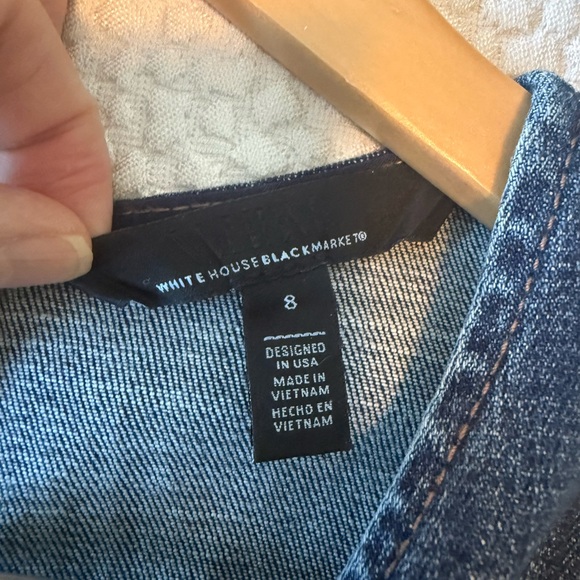 WHITE HOUSE BLACK MARKET®
8
DESIGNED
IN USA
MADE IN
VIETNAM
HECHO EN
VIETNAM